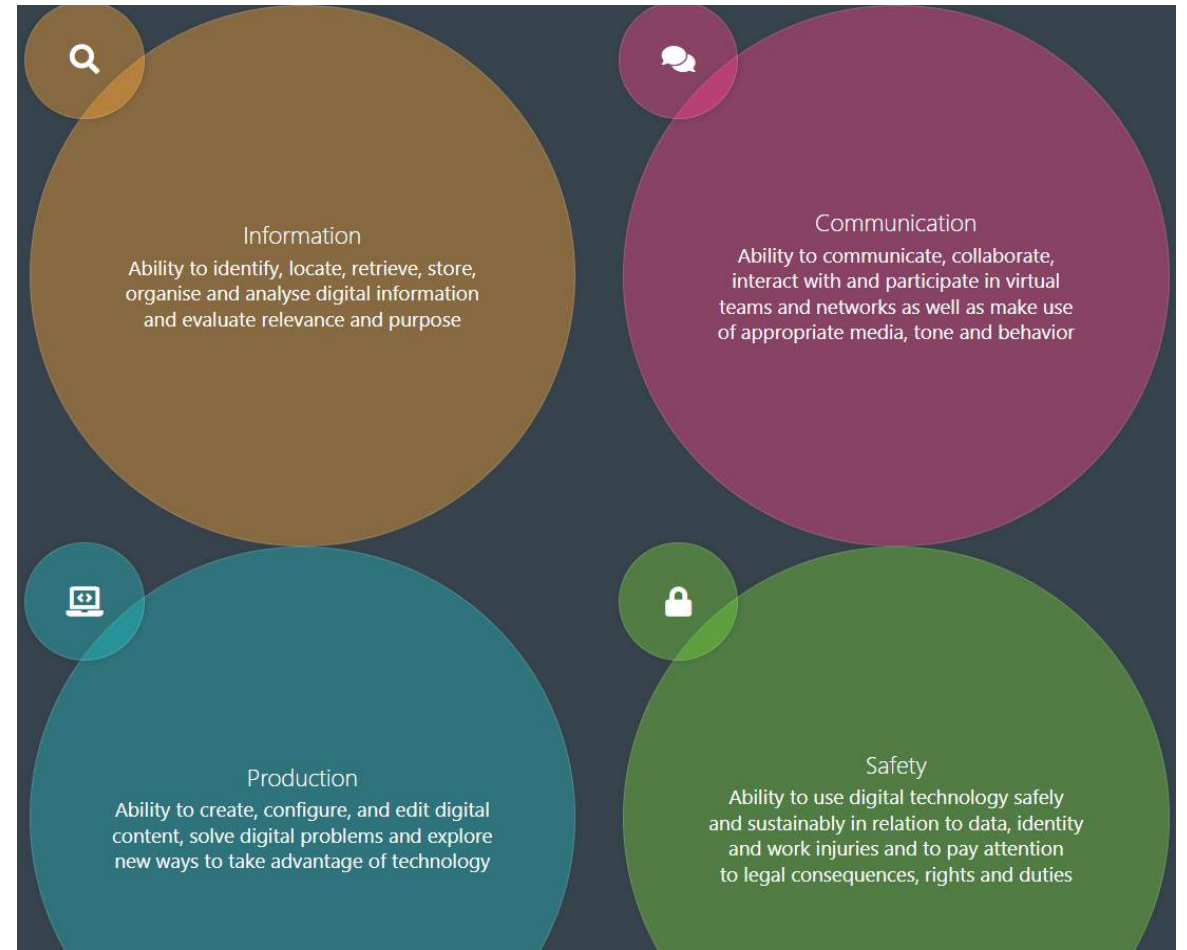 Information
Ability to identify, locate, retrieve, store,
organise and analyse digital information
and evaluate relevance and purpose
Communication
Ability to communicate, collaborate,
interact with and participate in virtual
teams and networks as well as make use
of appropriate media, tone and behavior
Production
Ability to create, configure, and edit digital
content, solve digital problems and explore
new ways to take advantage of technology
Safety
Ability to use digital technology safely
and sustainably in relation to data, identity
and work injuries and to pay attention
to legal consequences, rights and duties